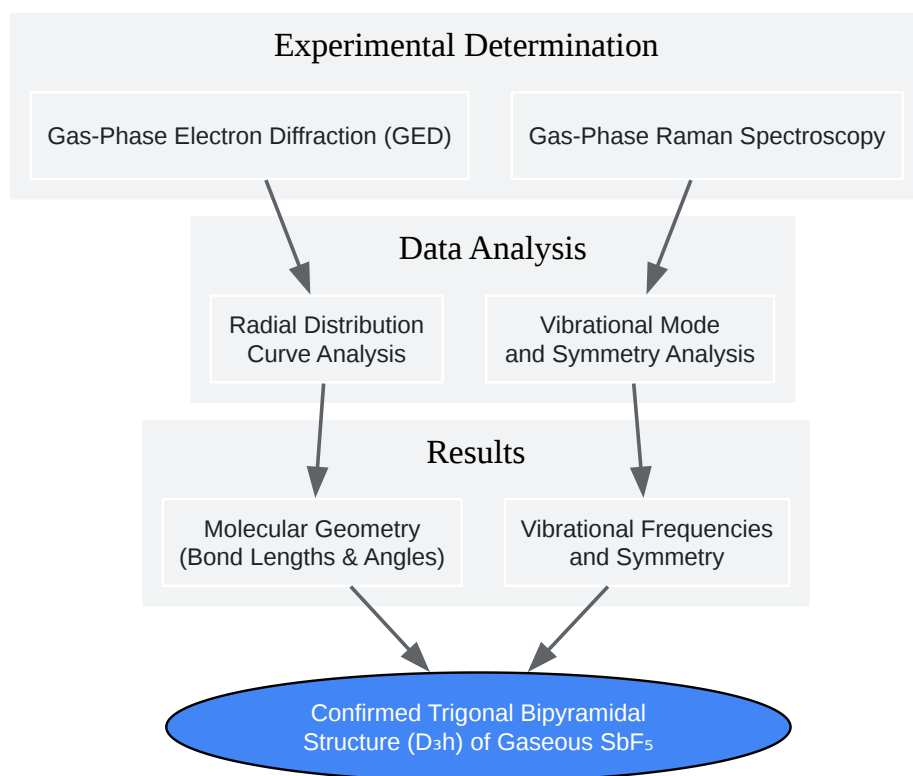 Experimental Determination
Gas-Phase Electron Diffraction (GED)
Gas-Phase Raman Spectroscopy
Data Analysis
Radial Distribution
Curve Analysis
Vibrational Mode
and Symmetry Analysis
Results
Molecular Geometry
(Bond Lengths & Angles)
Vibrational Frequencies
and Symmetry
Confirmed Trigonal Bipyramidal
Structure (D₃h) of Gaseous SbF₅